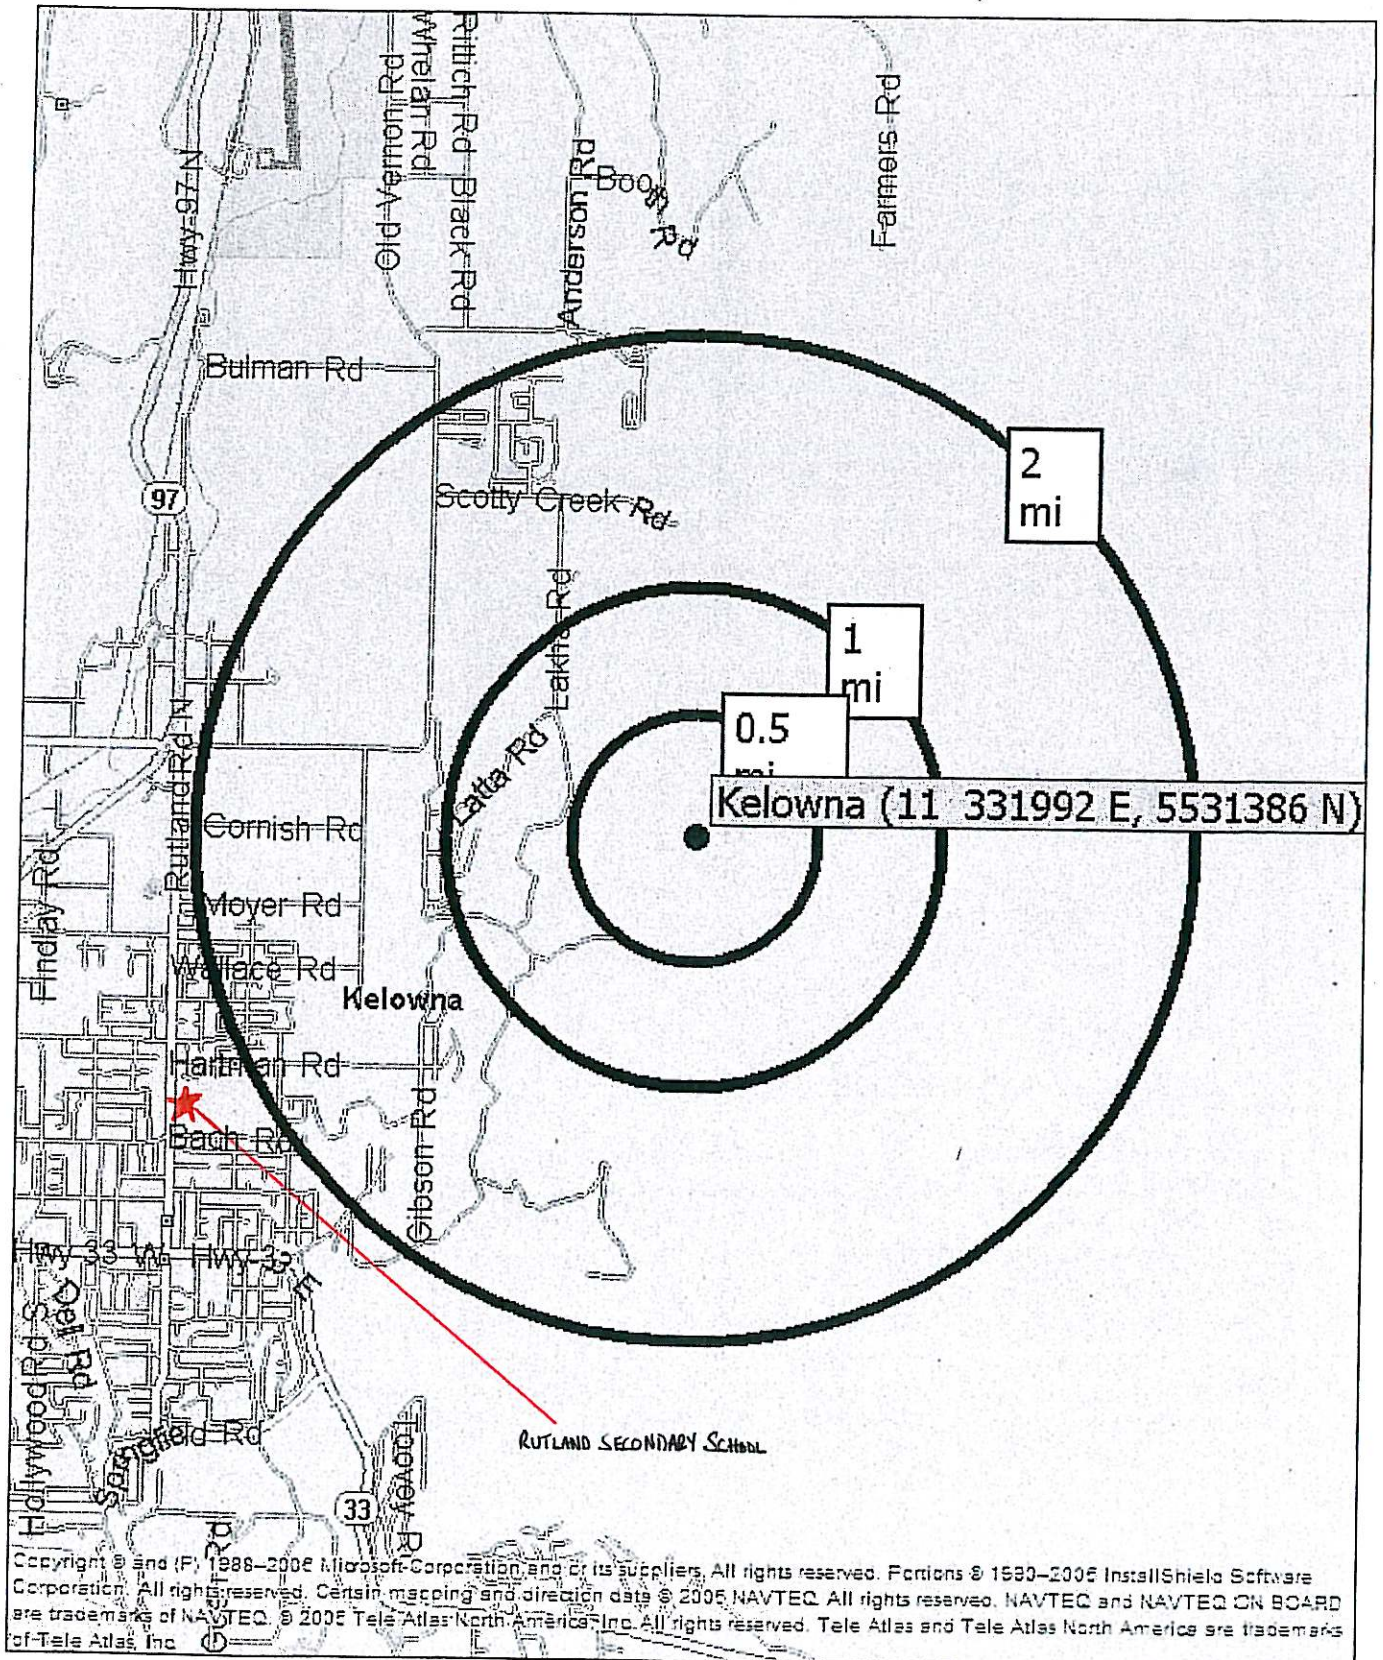 Rittich Rd
Whelan Rd
Old Vernon Rd
Black Rd
Hwy 97 N
Anderson Rd
Booth Rd
Farmers Rd
Bulman Rd
2
mi
97
Scotty Creek Rd
Lakha Rd
1
mi
0.5
mi
Rutland Rd N
Latta Rd
Kelowna (11 331992 E, 5531386 N)
Cornish Rd
Findlay Rd
Moyer Rd
Wallace Rd
Kelowna
Hartman Rd
Gibson Rd
Bach Rd
Hwy 33 W
Hwy 33 E
Dell Rd
Hollywood Rd S
Springfield Rd
RUTLAND SECONDARY SCHOOL
33
Tower R
Copyright © and (P) 1988–2006 Microsoft Corporation and or its suppliers. All rights reserved. Portions © 1990–2005 InstallShield Software
Corporation. All rights reserved. Certain mapping and direction data © 2005 NAVTEQ. All rights reserved. NAVTEQ and NAVTEQ ON BOARD
are trademarks of NAVTEQ. © 2005 Tele Atlas North America, Inc. All rights reserved. Tele Atlas and Tele Atlas North America are trademarks
of Tele Atlas, Inc